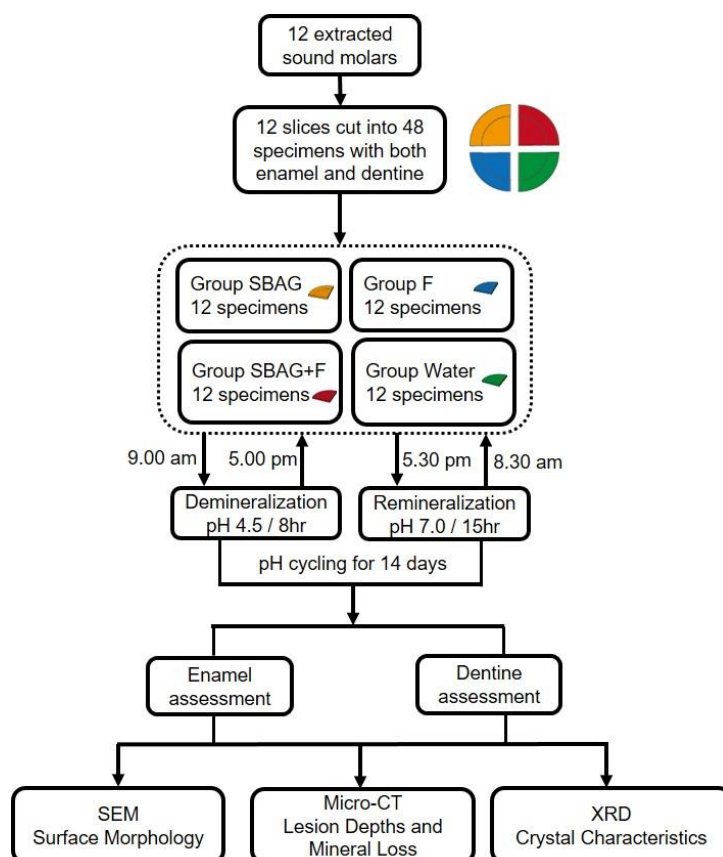 12 extracted
sound molars
12 slices cut into 48
specimens with both
enamel and dentine
Group SBAG
12 specimens
Group F
12 specimens
Group SBAG+F
12 specimens
Group Water
12 specimens
9.00 am
5.00 pm
5.30 pm
8.30 am
Demineralization
pH 4.5 / 8hr
Remineralization
pH 7.0 / 15hr
pH cycling for 14 days
Enamel
assessment
Dentine
assessment
SEM
Surface Morphology
Micro-CT
Lesion Depths and
Mineral Loss
XRD
Crystal Characteristics